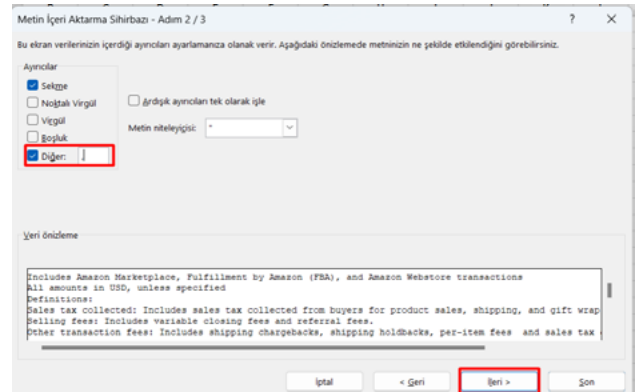 Metin İçeri Aktarma Sihirbazı - Adım 2 / 3
? ×
Bu ekran verilerinizin içerdiği ayırıcıları ayarlamanıza olanak verir. Aşağıdaki önizlemede metninizin ne şekilde etkilendiğini görebilirsiniz.
Ayırıcılar
Sekme
Noktalı Virgül
Virgül
Boşluk
Diğer:
Ardışık ayırıcıları tek olarak işle
Metin niteleyicisi: "
Veri önizleme
Includes Amazon Marketplace, Fulfillment by Amazon (FBA), and Amazon Webstore transactions
All amounts in USD, unless specified
Definitions:
Sales tax collected: Includes sales tax collected from buyers for product sales, shipping, and gift wrap
Selling fees: Includes variable closing fees and referral fees.
Other transaction fees: Includes shipping chargebacks, shipping holdbacks, per-item fees and sales tax
İptal
< Geri
İleri >
Son